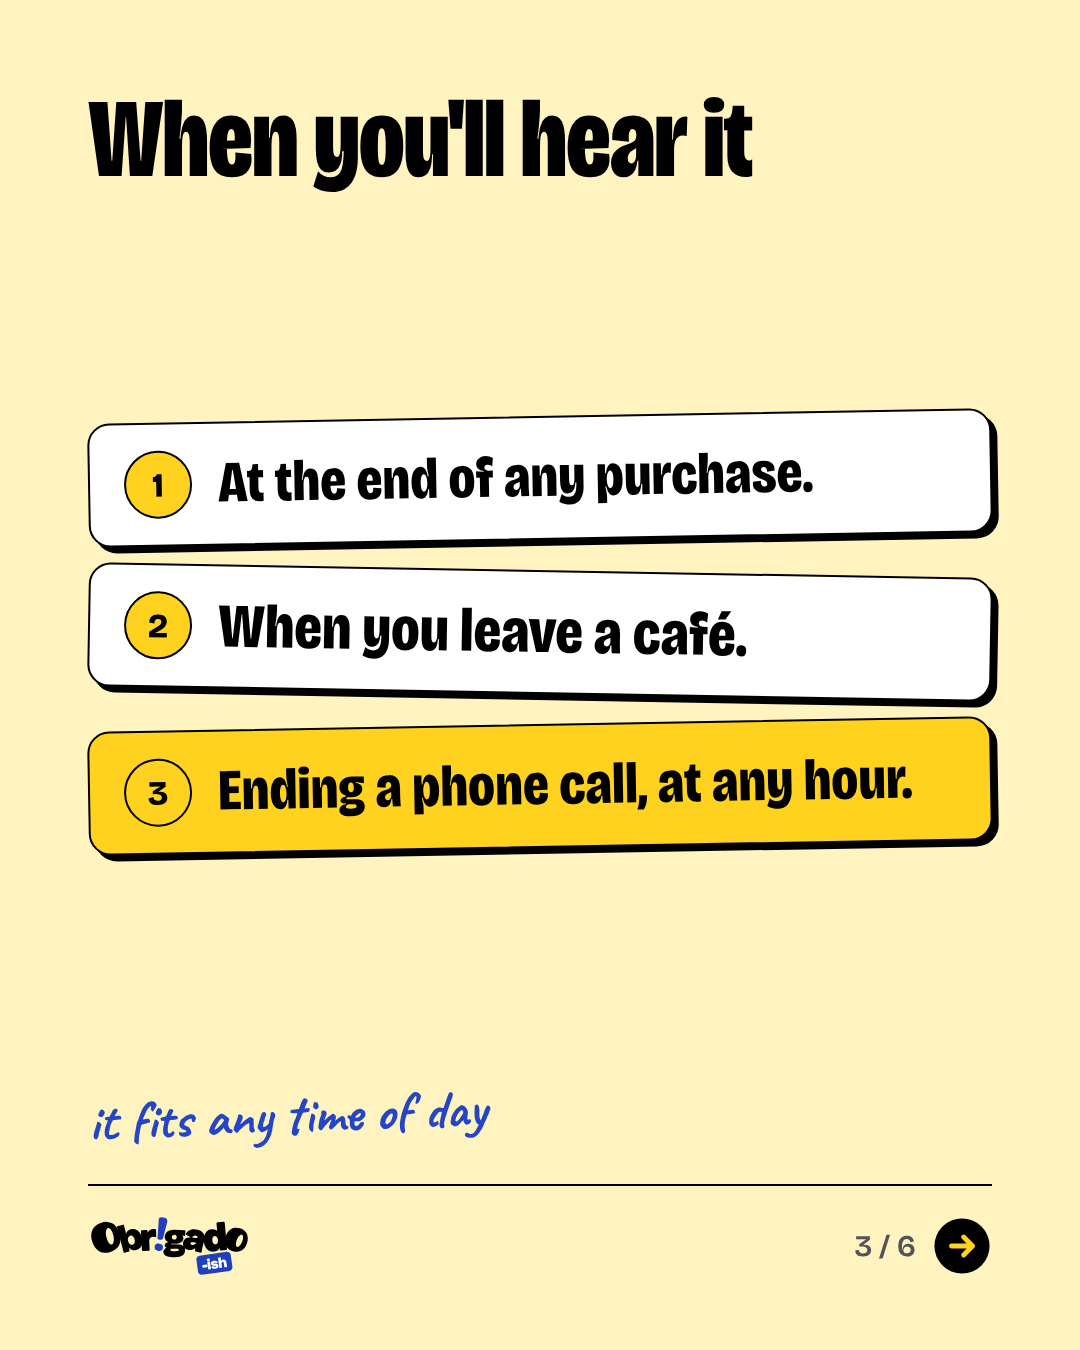 When you'll hear it
1 At the end of any purchase.
2 When you leave a café.
3 Ending a phone call, at any hour.
it fits any time of day
Obr!gado
-ish
3 / 6